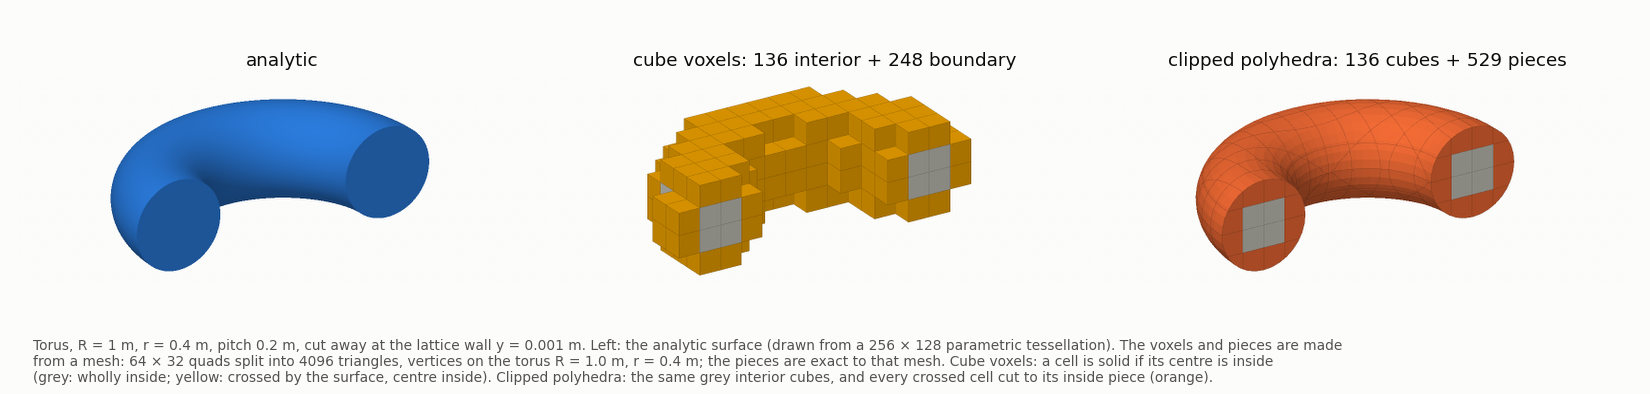 analytic
cube voxels: 136 interior + 248 boundary
clipped polyhedra: 136 cubes + 529 pieces
Torus, R = 1 m, r = 0.4 m, pitch 0.2 m, cut away at the lattice wall y = 0.001 m. Left: the analytic surface (drawn from a 256 × 128 parametric tessellation). The voxels and pieces are made
from a mesh: 64 × 32 quads split into 4096 triangles, vertices on the torus R = 1.0 m, r = 0.4 m; the pieces are exact to that mesh. Cube voxels: a cell is solid if its centre is inside
(grey: wholly inside; yellow: crossed by the surface, centre inside). Clipped polyhedra: the same grey interior cubes, and every crossed cell cut to its inside piece (orange).